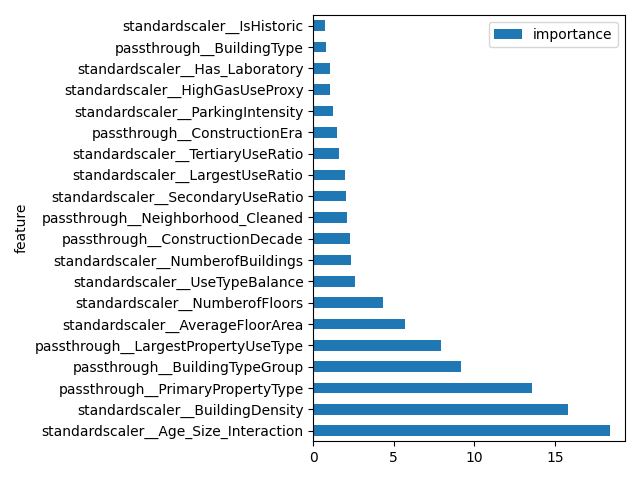 standardscaler__IsHistoric
passthrough__BuildingType
standardscaler__Has_Laboratory
standardscaler__HighGasUseProxy
standardscaler__ParkingIntensity
passthrough__ConstructionEra
standardscaler__TertiaryUseRatio
standardscaler__LargestUseRatio
standardscaler__SecondaryUseRatio
passthrough__Neighborhood_Cleaned
passthrough__ConstructionDecade
standardscaler__NumberofBuildings
standardscaler__UseTypeBalance
standardscaler__NumberofFloors
standardscaler__AverageFloorArea
passthrough__LargestPropertyUseType
passthrough__BuildingTypeGroup
passthrough__PrimaryPropertyType
standardscaler__BuildingDensity
standardscaler__Age_Size_Interaction
feature
importance
0 5 10 15